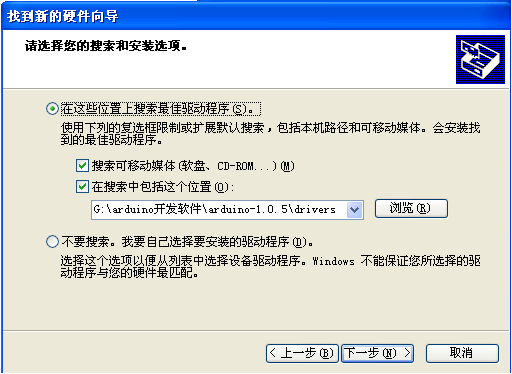 找到新的硬件向导
请选择您的搜索和安装选项。
在这些位置上搜索最佳驱动程序(S)。
使用下列的复选框限制或扩展默认搜索，包括本机路径和可移动媒体。会安装找
到的最佳驱动程序。
搜索可移动媒体(软盘、CD-ROM...)(M)
在搜索中包括这个位置(O):
G:\arduino开发软件\arduino-1.0.5\drivers
浏览(R)
不要搜索。我要自己选择要安装的驱动程序(D)。
选择这个选项以便从列表中选择设备驱动程序。Windows 不能保证您所选择的驱
动程序与您的硬件最匹配。
< 上一步(B) 下一步(N) > 取消